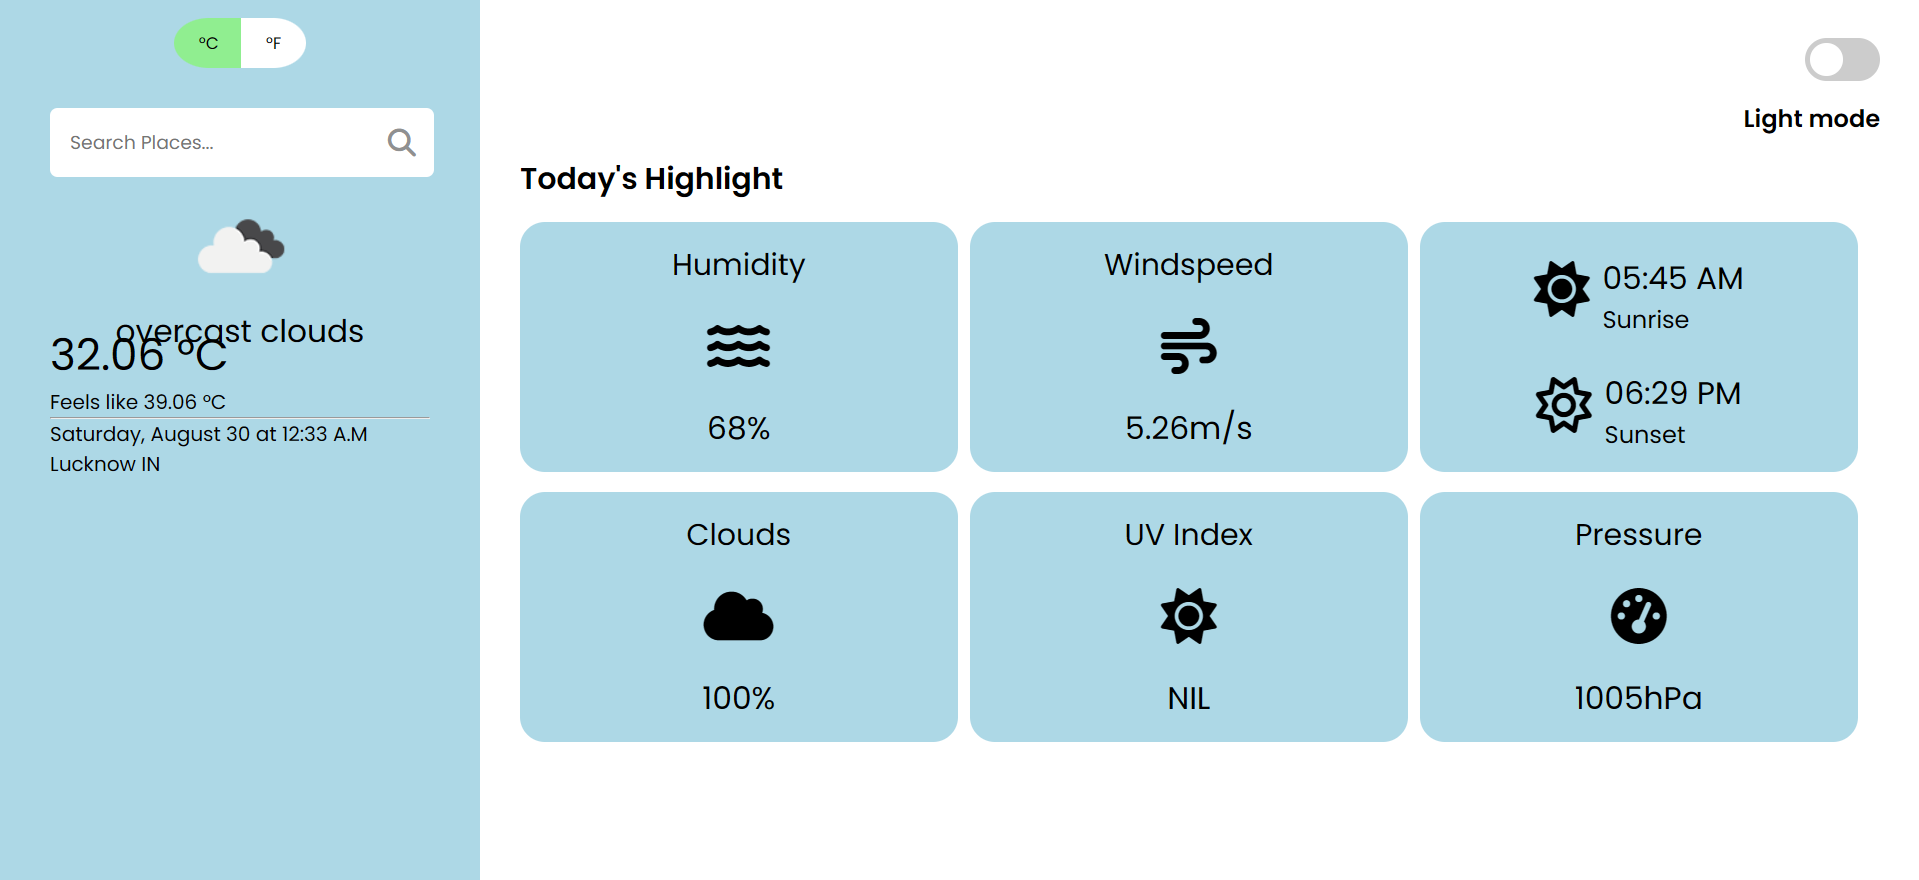 °C °F
Search Places...
overcast clouds
32.06 °C
Feels like 39.06 °C
Saturday, August 30 at 12:33 A.M
Lucknow IN
Light mode
Today's Highlight
Humidity
68%
Windspeed
5.26m/s
05:45 AM
Sunrise
06:29 PM
Sunset
Clouds
100%
UV Index
NIL
Pressure
1005hPa